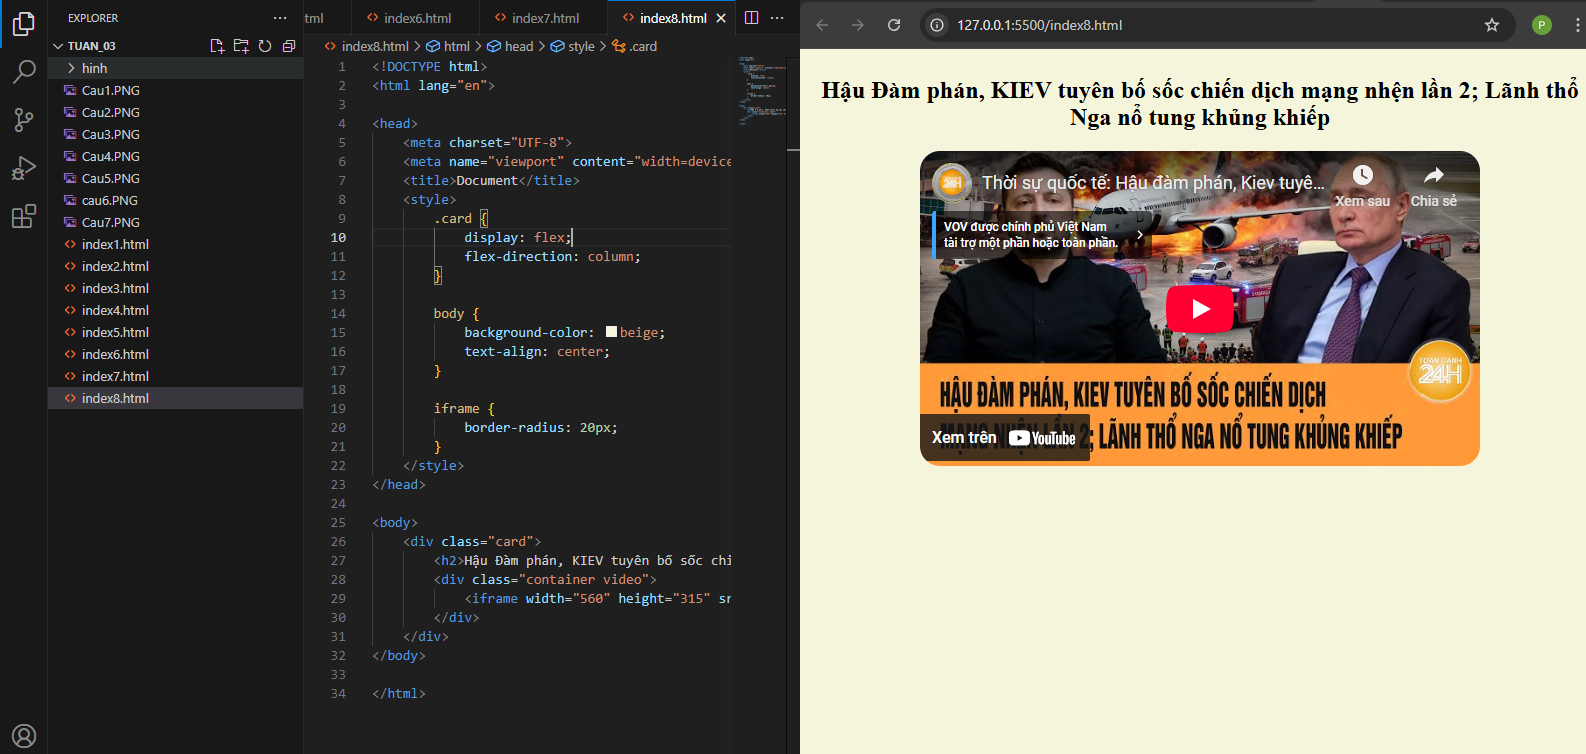 EXPLORER
TUAN_03
hinh
Cau1.PNG
Cau2.PNG
Cau3.PNG
Cau4.PNG
Cau5.PNG
cau6.PNG
Cau7.PNG
index1.html
index2.html
index3.html
index4.html
index5.html
index6.html
index7.html
index8.html
tml index6.html index7.html index8.html
index8.html > html > head > style > .card
1 <!DOCTYPE html>
2 <html lang="en">
3
4 <head>
5 <meta charset="UTF-8">
6 <meta name="viewport" content="width=device
7 <title>Document</title>
8 <style>
9 .card {
10 display: flex;
11 flex-direction: column;
12 }
13
14 body {
15 background-color: beige;
16 text-align: center;
17 }
18
19 iframe {
20 border-radius: 20px;
21 }
22 </style>
23 </head>
24
25 <body>
26 <div class="card">
27 <h2>Hậu Đàm phán, KIEV tuyên bố sốc chi
28 <div class="container video">
29 <iframe width="560" height="315" sr
30 </div>
31 </div>
32 </body>
33
34 </html>
127.0.0.1:5500/index8.html
P
Hậu Đàm phán, KIEV tuyên bố sốc chiến dịch mạng nhện lần 2; Lãnh thổ
Nga nổ tung khủng khiếp
24H
Thời sự quốc tế: Hậu đàm phán, Kiev tuyê...
Xem sau Chia sẻ
VOV được chính phủ Việt Nam
tài trợ một phần hoặc toàn phần.
TOÀN CẢNH
24H
HẬU ĐÀM PHÁN, KIEV TUYÊN BỐ SỐC CHIẾN DỊCH
MẠNG NHỆN LẦN 2; LÃNH THỔ NGA NỔ TUNG KHỦNG KHIẾP
Xem trên YouTube